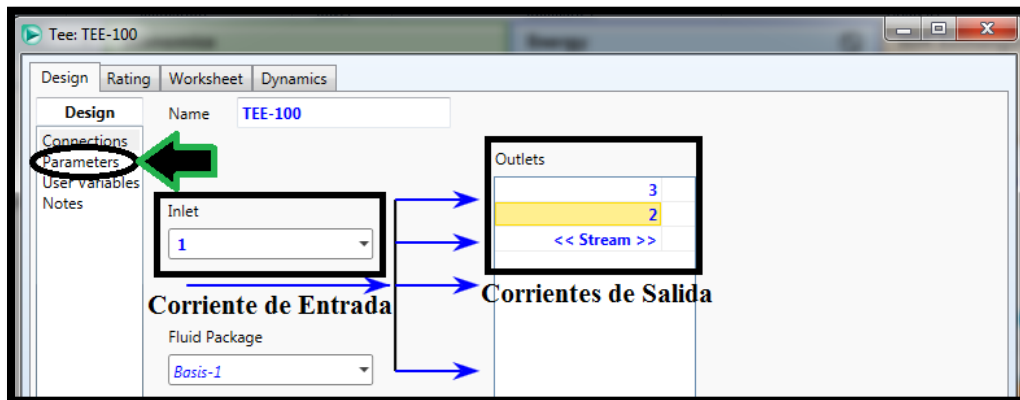 Tee: TEE-100
Design Rating Worksheet Dynamics
Design
Connections
Parameters
User Variables
Notes
Name TEE-100
Inlet
1
Corriente de Entrada
Fluid Package
Basis-1
Outlets
3
2
<< Stream >>
Corrientes de Salida